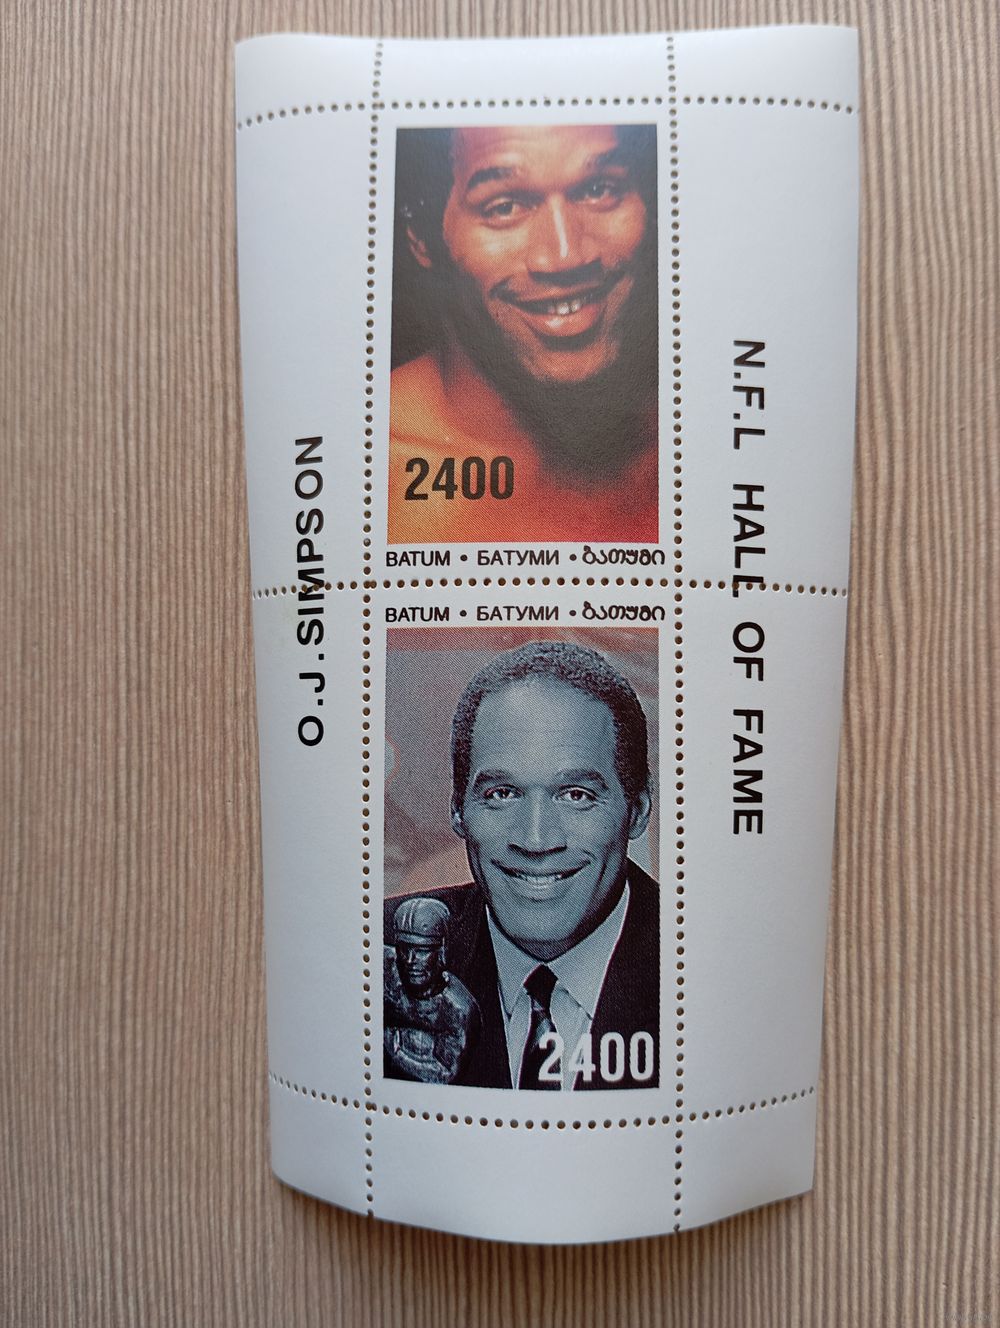 2400
BATUM • БАТУМИ • ბათუმი
BATUM • БАТУМИ • ბათუმი
2400
O.J.SIMPSON
N.F.L HALL OF FAME